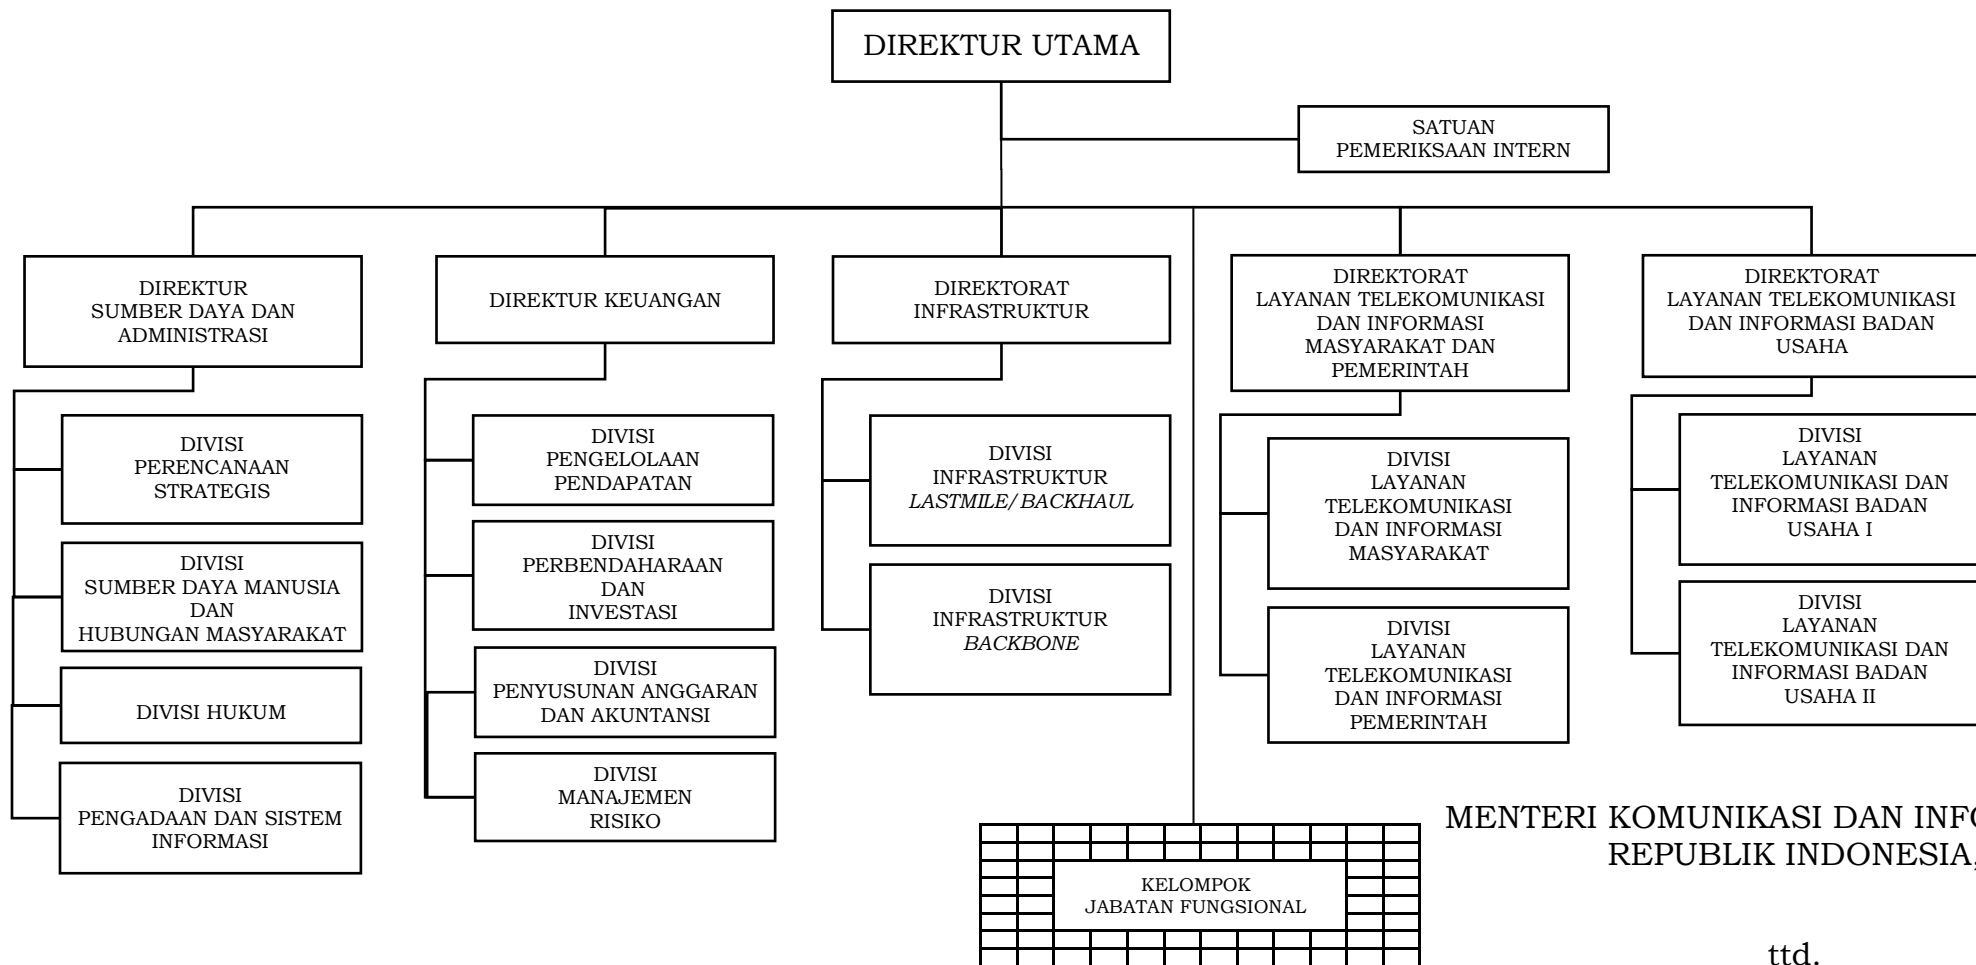 DIREKTUR UTAMA
SATUAN
PEMERIKSAAN INTERN
DIREKTUR
SUMBER DAYA DAN
ADMINISTRASI
DIREKTUR KEUANGAN
DIREKTORAT
INFRASTRUKTUR
DIREKTORAT
LAYANAN TELEKOMUNIKASI
DAN INFORMASI
MASYARAKAT DAN
PEMERINTAH
DIREKTORAT
LAYANAN TELEKOMUNIKASI
DAN INFORMASI BADAN
USAHA
DIVISI
PERENCANAAN
STRATEGIS
DIVISI
SUMBER DAYA MANUSIA
DAN
HUBUNGAN MASYARAKAT
DIVISI HUKUM
DIVISI
PENGADAAN DAN SISTEM
INFORMASI
DIVISI
PENGELOLAAN
PENDAPATAN
DIVISI
PERBENDAHARAAN
DAN
INVESTASI
DIVISI
PENYUSUNAN ANGGARAN
DAN AKUNTANSI
DIVISI
MANAJEMEN
RISIKO
DIVISI
INFRASTRUKTUR
LASTMILE/BACKHAUL
DIVISI
INFRASTRUKTUR
BACKBONE
DIVISI
LAYANAN
TELEKOMUNIKASI
DAN INFORMASI
MASYARAKAT
DIVISI
LAYANAN
TELEKOMUNIKASI
DAN INFORMASI
PEMERINTAH
DIVISI
LAYANAN
TELEKOMUNIKASI DAN
INFORMASI BADAN
USAHA I
DIVISI
LAYANAN
TELEKOMUNIKASI DAN
INFORMASI BADAN
USAHA II
KELOMPOK
JABATAN FUNGSIONAL
MENTERI KOMUNIKASI DAN
REPUBLIK INDONESIA,
ttd.